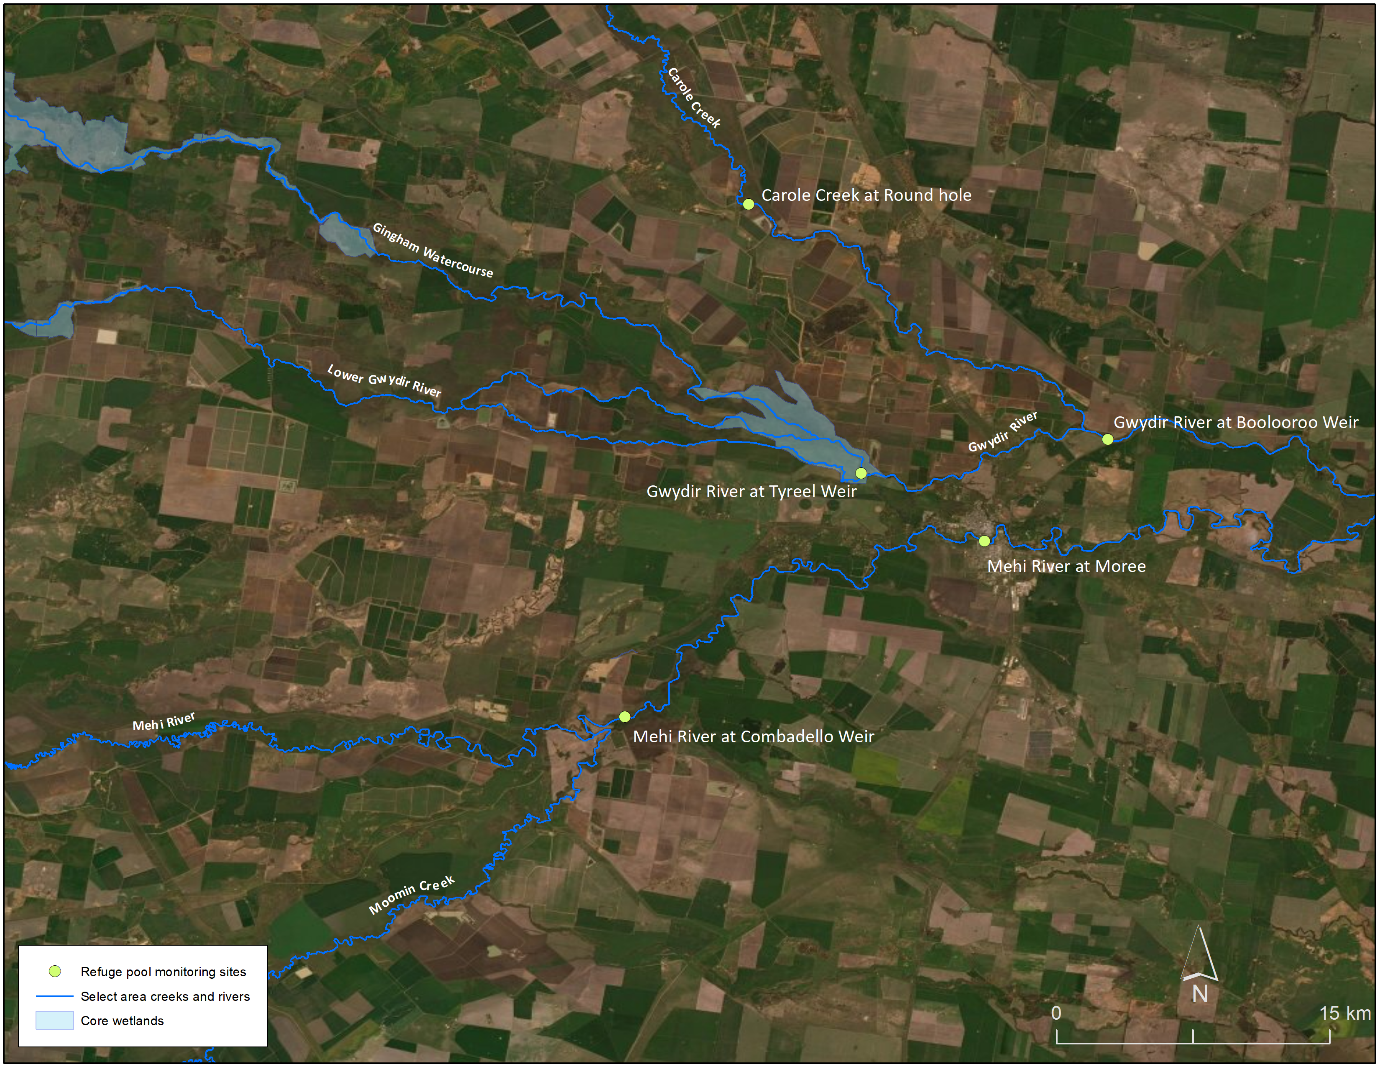 Carole Creek
Carole Creek at Round hole
Gingham Watercourse
Lower Gwydir River
Gwydir River
Gwydir River at Boolooroo Weir
Gwydir River at Tyreel Weir
Mehi River at Moree
Mehi River
Mehi River at Combadello Weir
Moomin Creek
Refuge pool monitoring sites
Select area creeks and rivers
Core wetlands
N
0 15 km